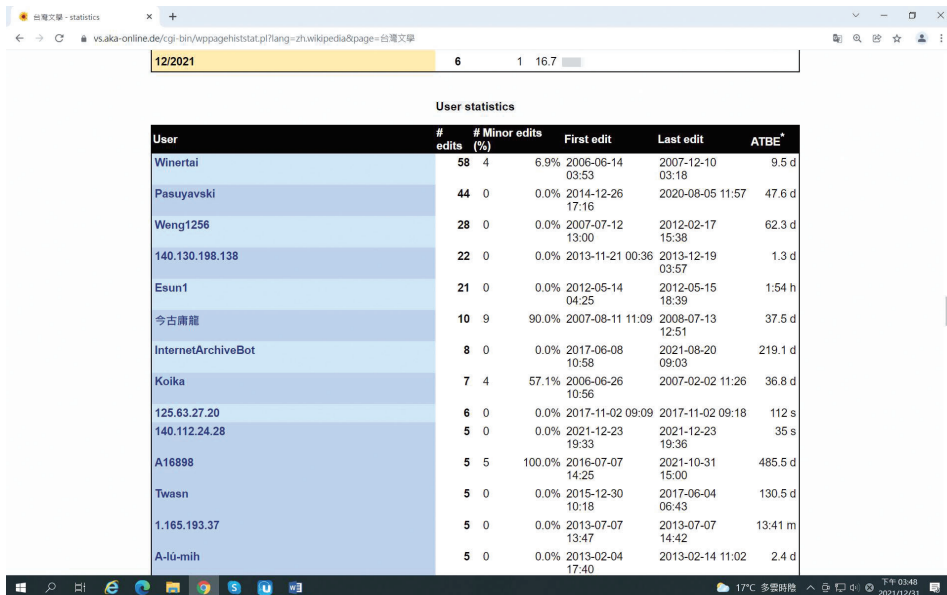 台灣文學 - statistics
vs.aka-online.de/cgi-bin/wppagehiststat.pl?lang=zh.wikipedia&page=台灣文學
12/2021 6 1 16.7
User statistics
User # edits # Minor edits (%) First edit Last edit ATBE*
Winertai 58 4 6.9% 2006-06-14 03:53 2007-12-10 03:18 9.5 d
Pasuyavski 44 0 0.0% 2014-12-26 17:16 2020-08-05 11:57 47.6 d
Weng1256 28 0 0.0% 2007-07-12 13:00 2012-02-17 15:38 62.3 d
140.130.198.138 22 0 0.0% 2013-11-21 00:36 2013-12-19 03:57 1.3 d
Esun1 21 0 0.0% 2012-05-14 04:25 2012-05-15 18:39 1:54 h
今古庸龍 10 9 90.0% 2007-08-11 11:09 2008-07-13 12:51 37.5 d
InternetArchiveBot 8 0 0.0% 2017-06-08 10:58 2021-08-20 09:03 219.1 d
Koika 7 4 57.1% 2006-06-26 10:56 2007-02-02 11:26 36.8 d
125.63.27.20 6 0 0.0% 2017-11-02 09:09 2017-11-02 09:18 112 s
140.112.24.28 5 0 0.0% 2021-12-23 19:33 2021-12-23 19:36 35 s
A16898 5 5 100.0% 2016-07-07 14:25 2021-10-31 15:00 485.5 d
Twasn 5 0 0.0% 2015-12-30 10:18 2017-06-04 06:43 130.5 d
1.165.193.37 5 0 0.0% 2013-07-07 13:47 2013-07-07 14:42 13:41 m
A-lú-mih 5 0 0.0% 2013-02-04 17:40 2013-02-14 11:02 2.4 d
17°C 多雲時陰 下午 03:48
2021/12/31